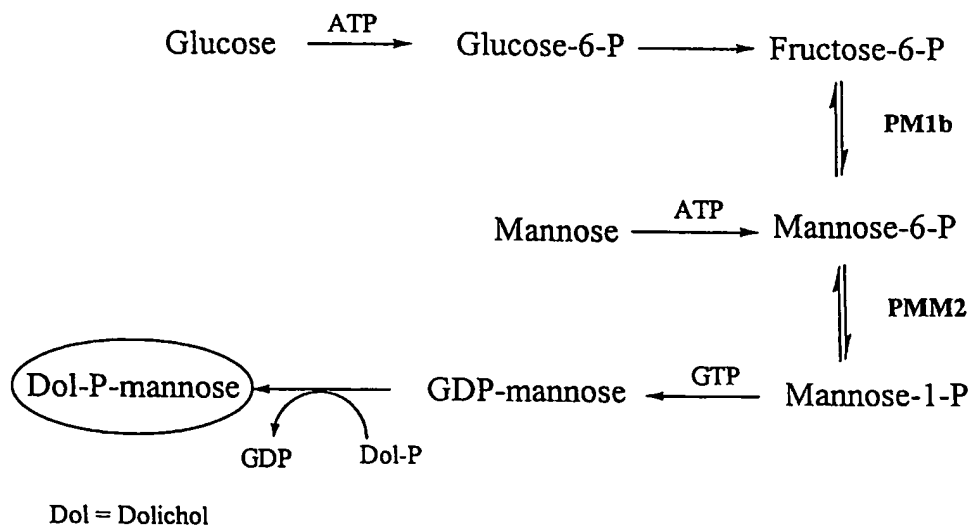 ATP
Glucose Glucose-6-P Fructose-6-P
PM1b
ATP
Mannose Mannose-6-P
PMM2
GTP
Dol-P-mannose GDP-mannose Mannose-1-P
GDP Dol-P
Dol = Dolichol